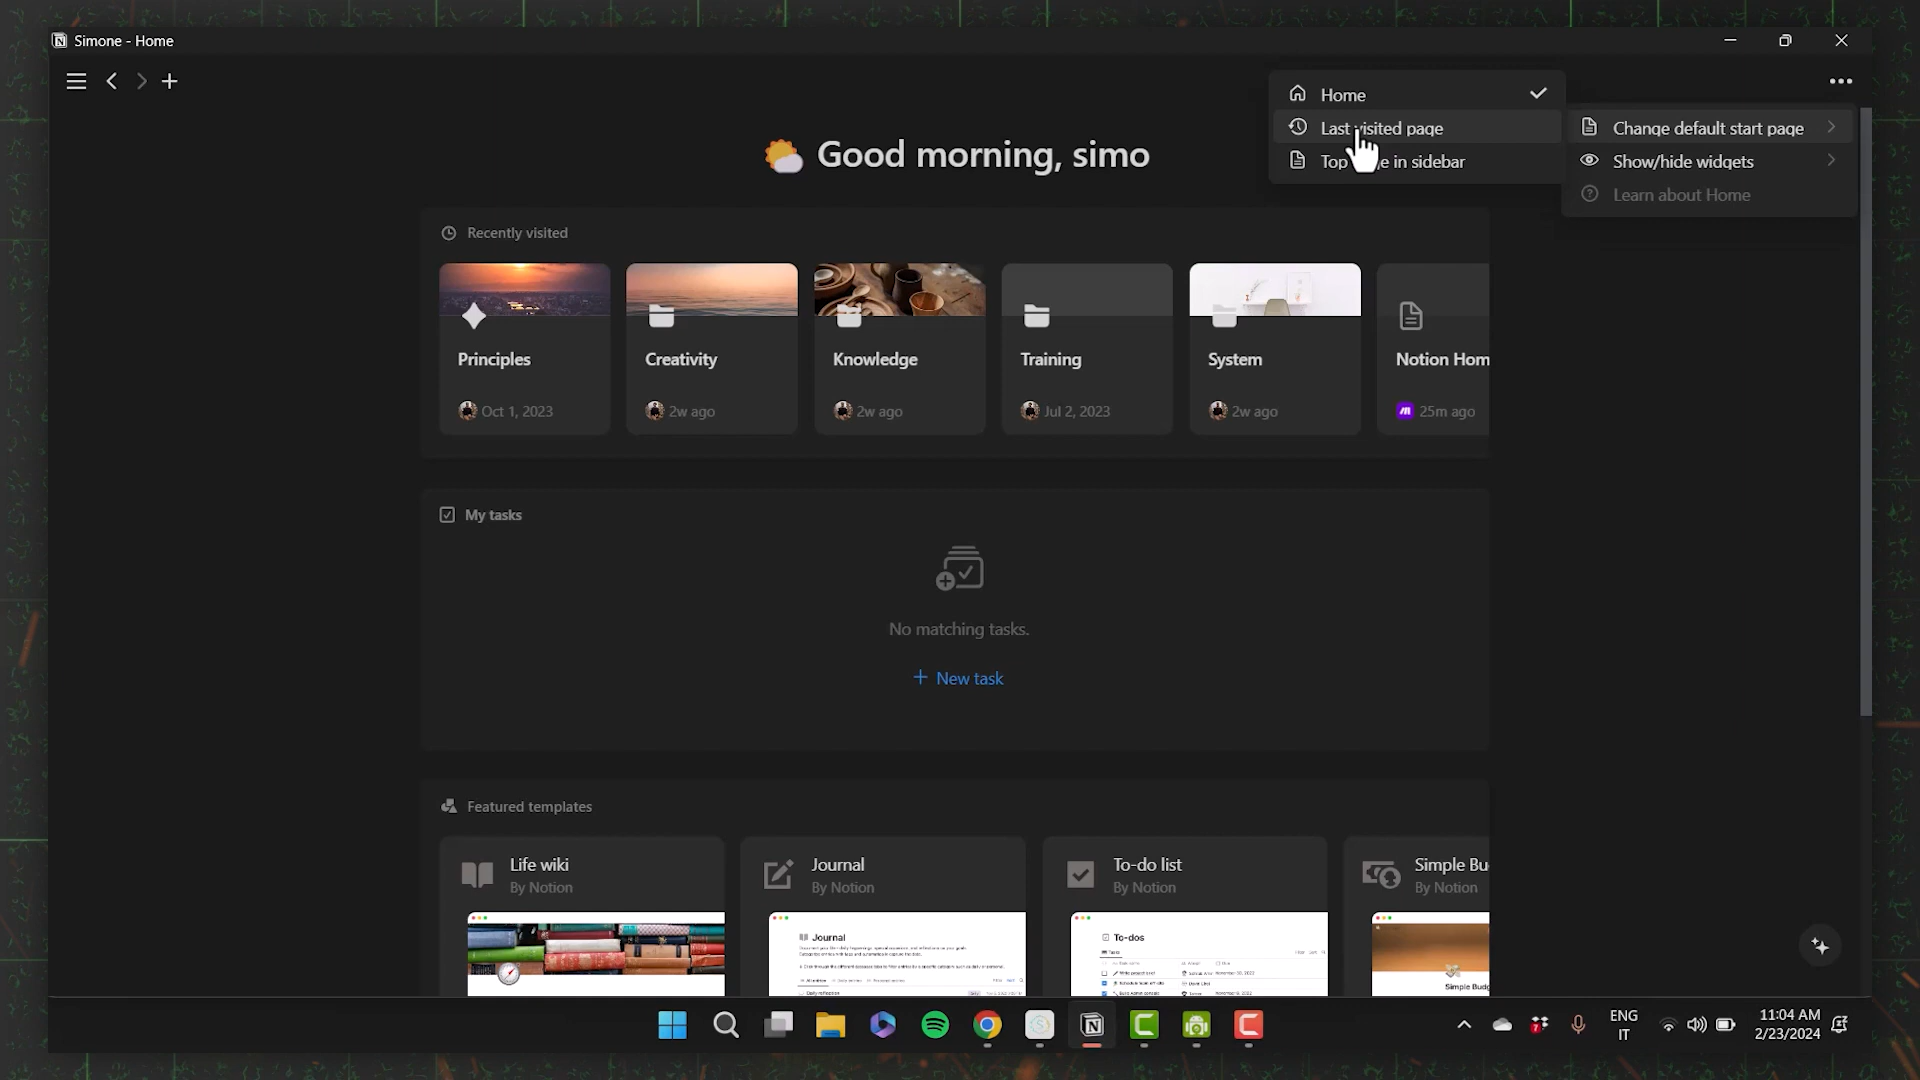 Simone - Home
Home
Last visited page
Top page in sidebar
Change default start page
Show/hide widgets
Learn about Home
Good morning, simo
Recently visited
Principles
Oct 1, 2023
Creativity
2w ago
Knowledge
2w ago
Training
Jul 2, 2023
System
2w ago
Notion Hom
25m ago
My tasks
No matching tasks.
+ New task
Featured templates
Life wiki
By Notion
Journal
By Notion
Journal
To-do list
By Notion
To-dos
Simple Bu
By Notion
Simple Budg
ENG
IT
11:04 AM
2/23/2024